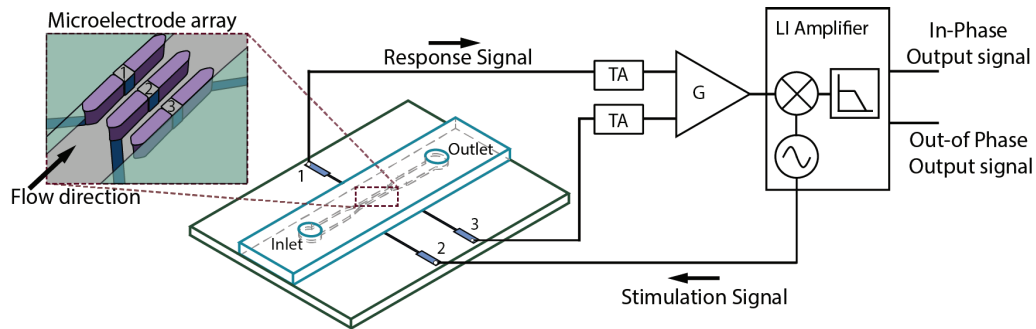 Microelectrode array
1
2
3
Flow direction
Response Signal
TA
TA
G
LI Amplifier
In-Phase
Output signal
Out-of Phase
Output signal
1
Outlet
Inlet
3
2
Stimulation Signal